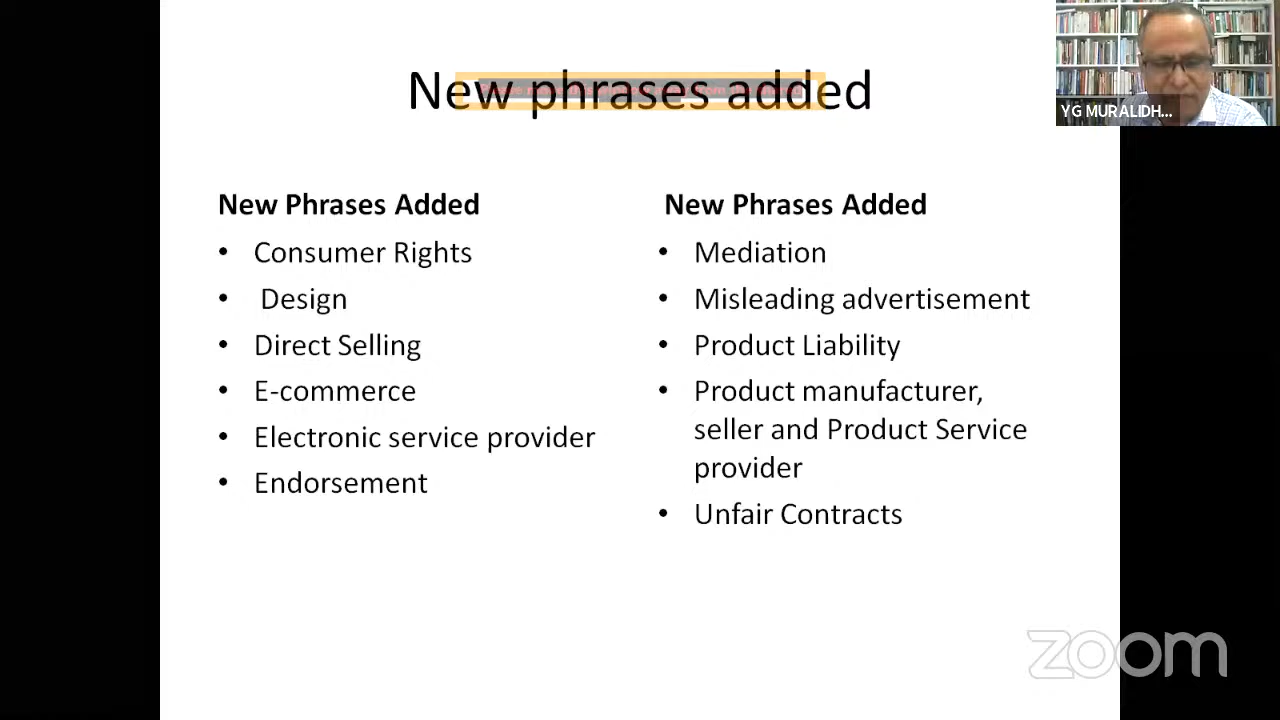 New phrases added
YG MURALIDH...
New Phrases Added
• Consumer Rights
• Design
• Direct Selling
• E-commerce
• Electronic service provider
• Endorsement
New Phrases Added
• Mediation
• Misleading advertisement
• Product Liability
• Product manufacturer,
seller and Product Service
provider
• Unfair Contracts
zoom